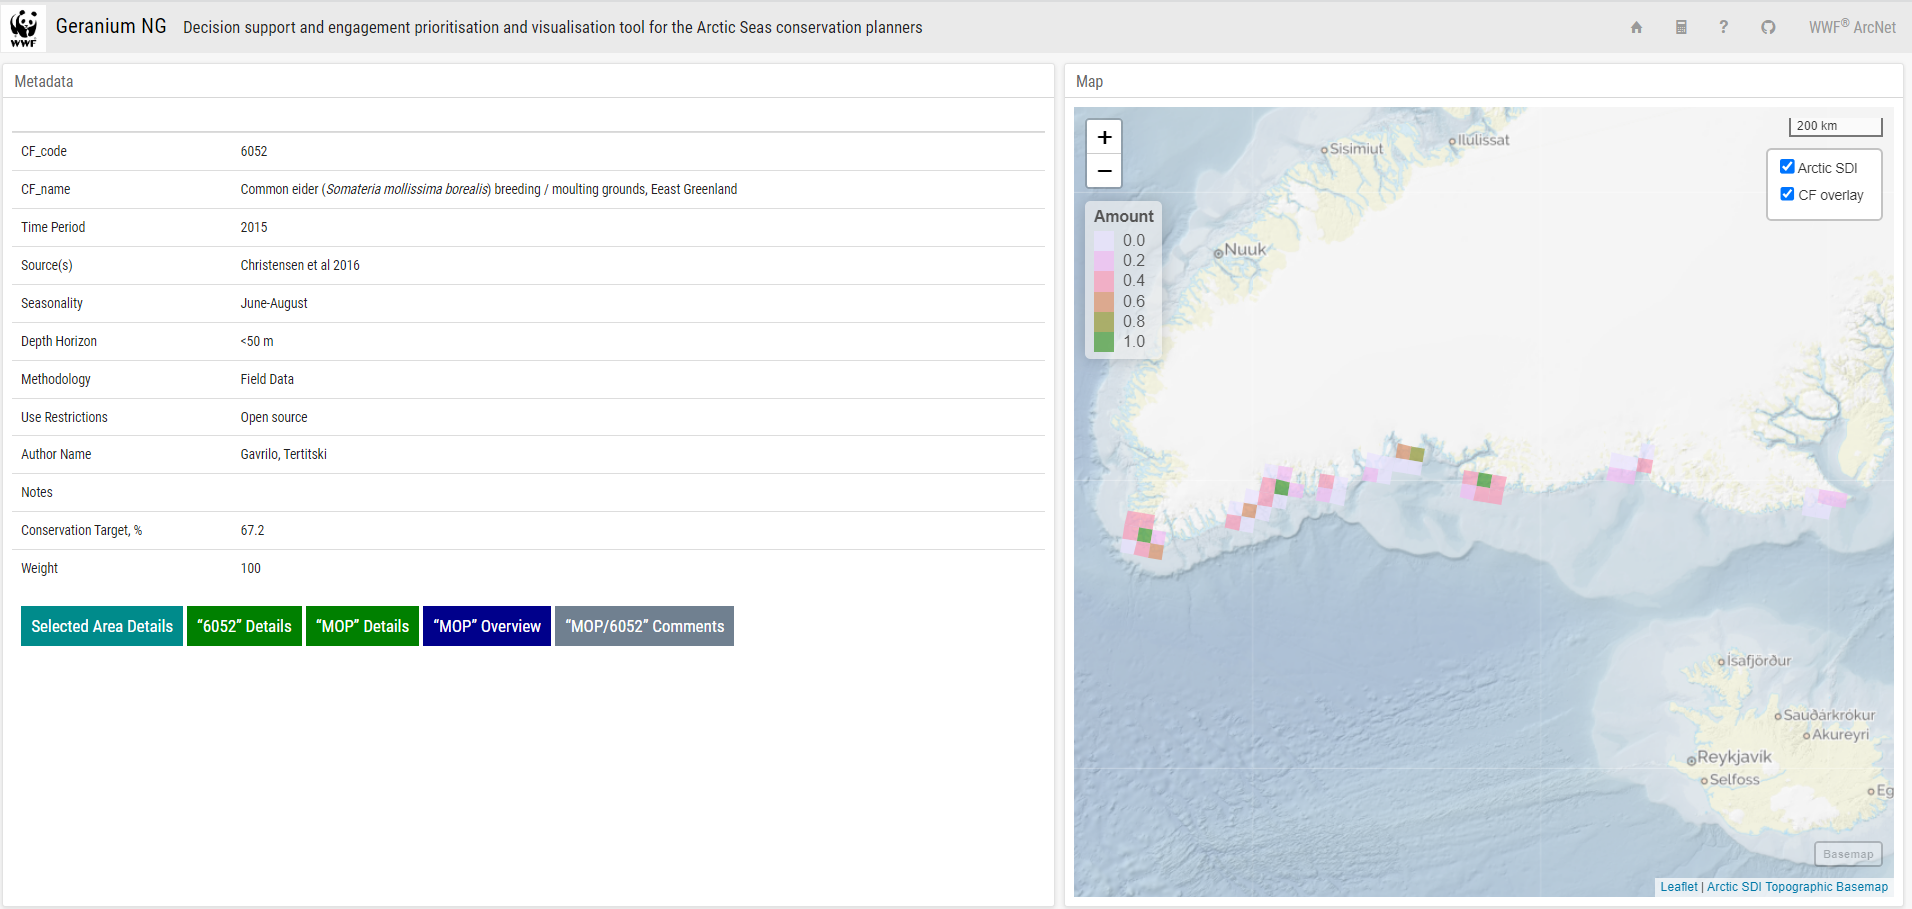 WWF
Geranium NG Decision support and engagement prioritisation and visualisation tool for the Arctic Seas conservation planners
? WWF® ArcNet
Metadata
CF_code 6052
CF_name Common eider (Somateria mollissima borealis) breeding / moulting grounds, Eeast Greenland
Time Period 2015
Source(s) Christensen et al 2016
Seasonality June-August
Depth Horizon <50 m
Methodology Field Data
Use Restrictions Open source
Author Name Gavrilo, Tertitski
Notes
Conservation Target, % 67.2
Weight 100
Selected Area Details “6052” Details “MOP” Details “MOP” Overview “MOP/6052” Comments
Map
+
−
200 km
Arctic SDI
CF overlay
Amount
0.0
0.2
0.4
0.6
0.8
1.0
Sisimiut
Ilulissat
Nuuk
Ísafjörður
Sauðárkrókur
Akureyri
Reykjavík
Selfoss
Eg
Basemap
Leaflet | Arctic SDI Topographic Basemap